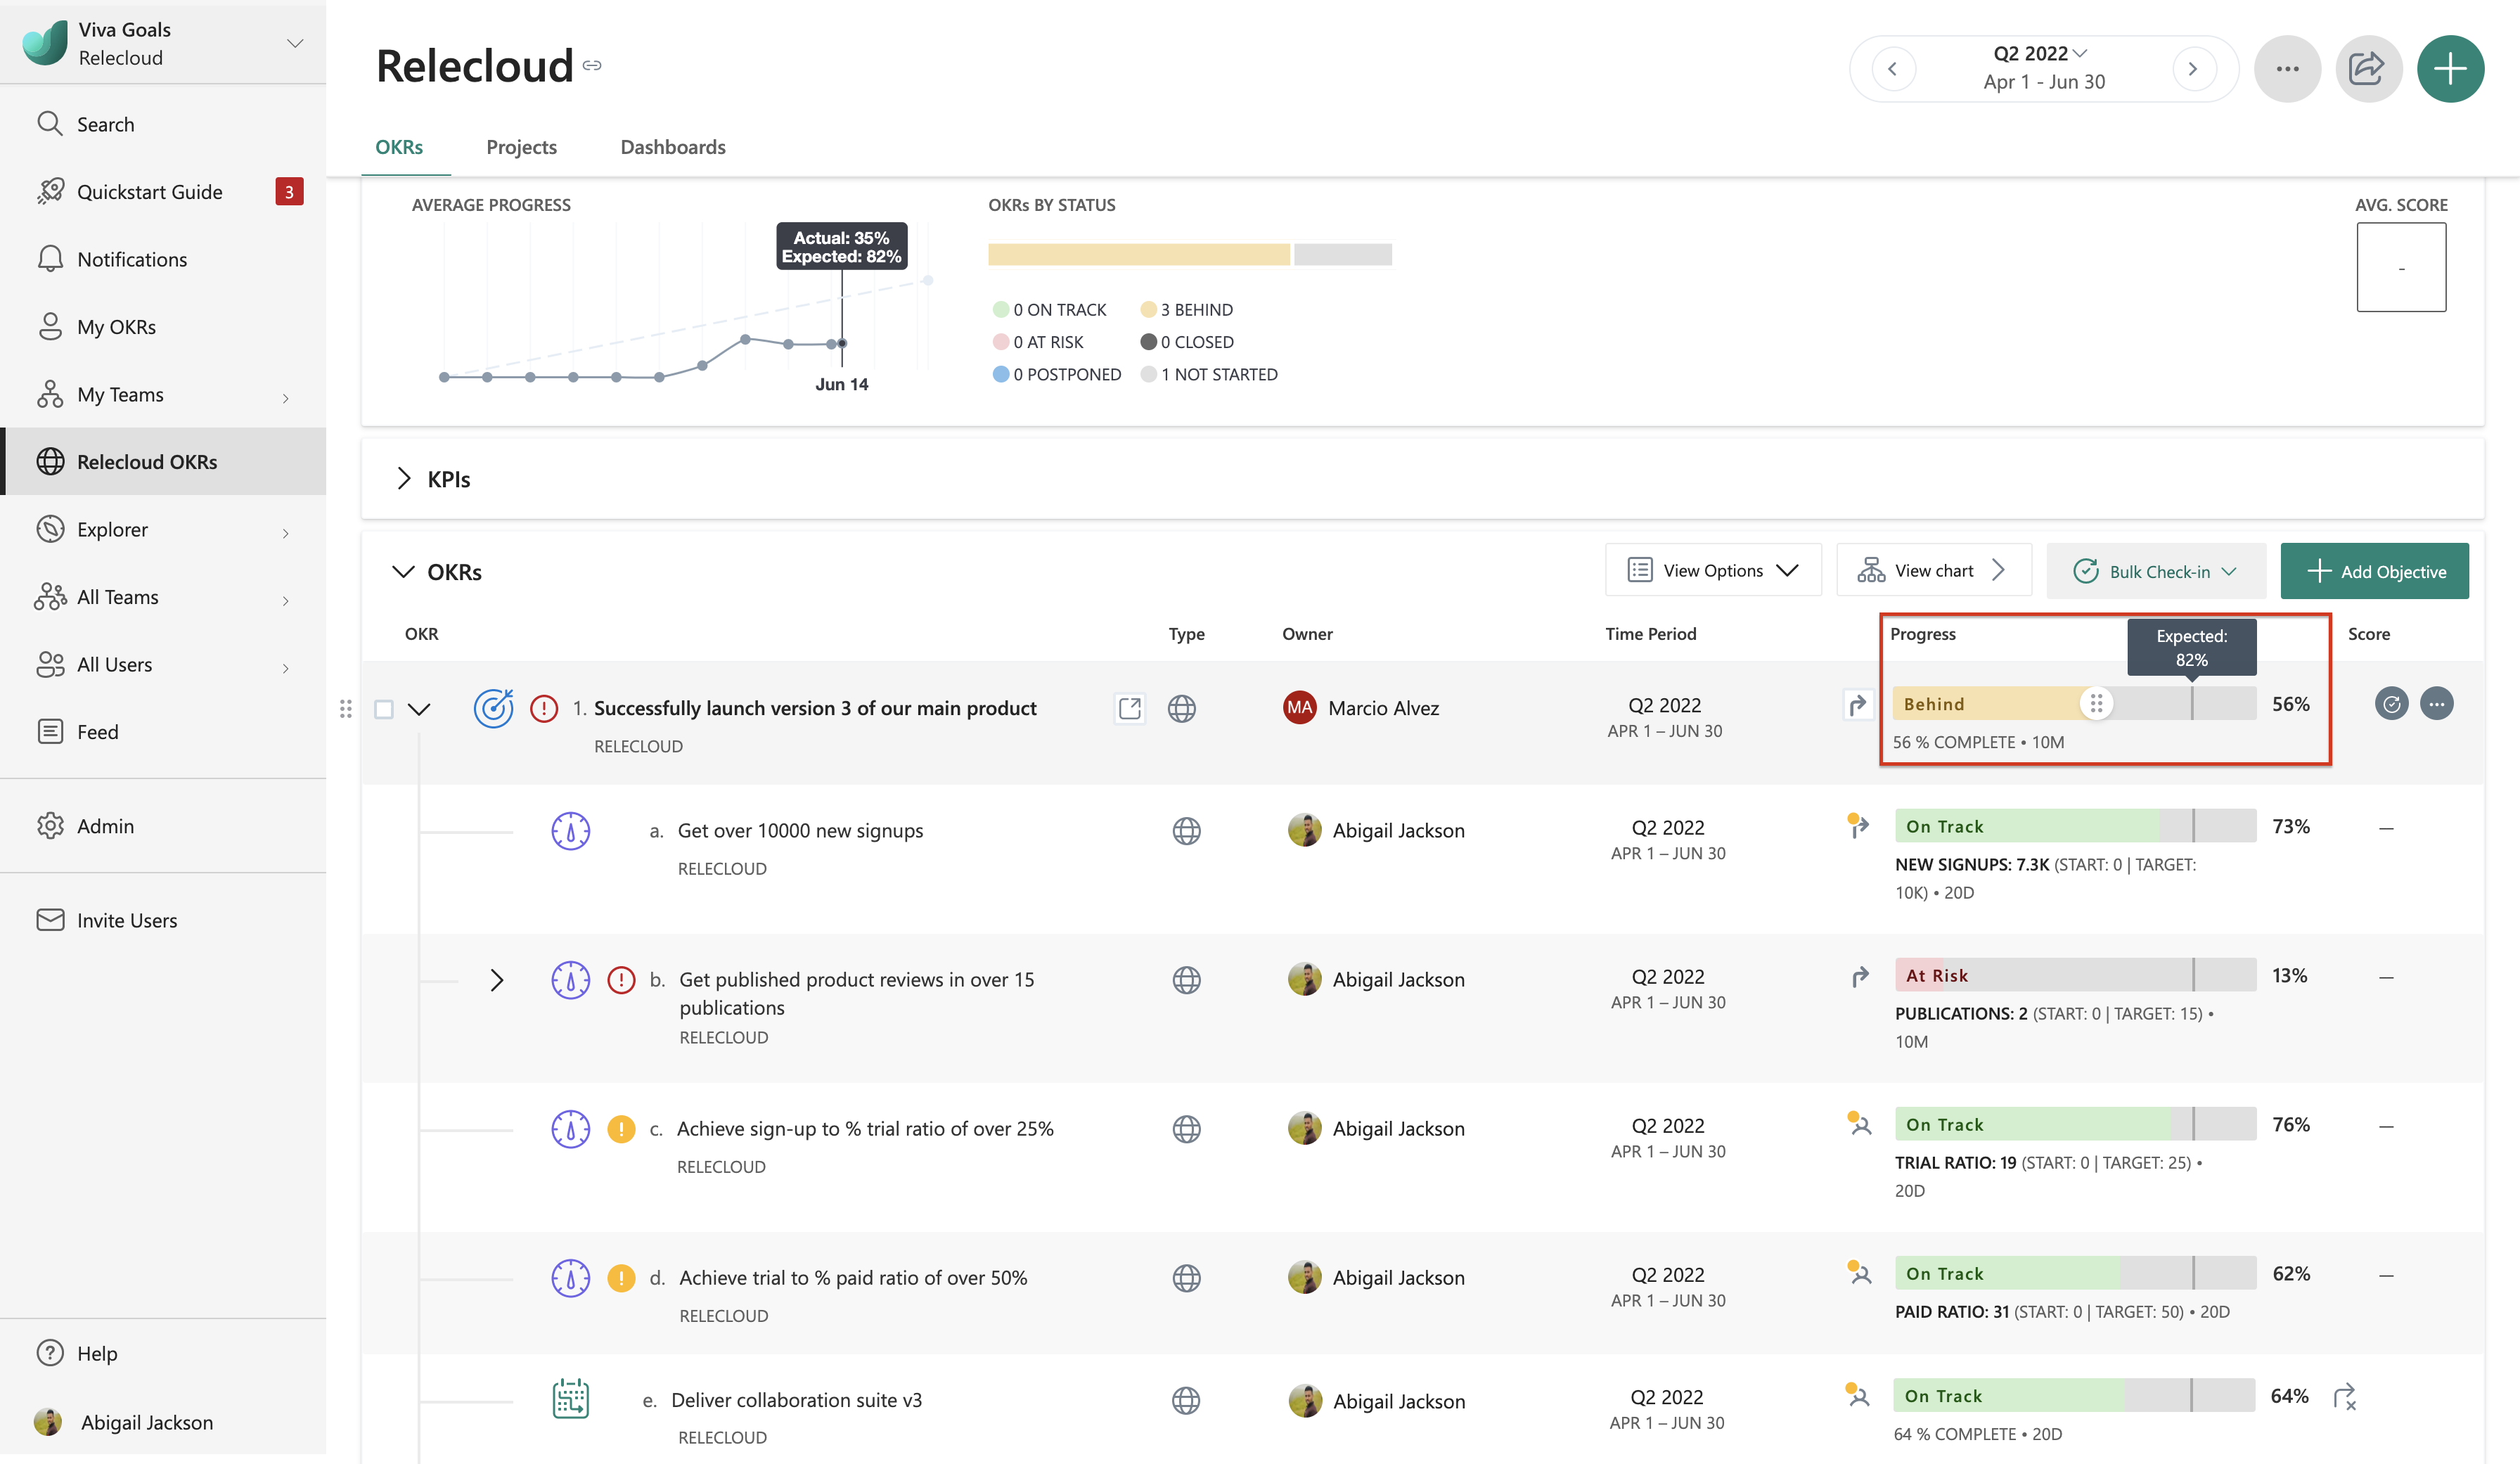 Viva Goals
Relecloud
Search
Quickstart Guide
3
Notifications
My OKRs
My Teams
Relecloud OKRs
Explorer
All Teams
All Users
Feed
Admin
Invite Users
Help
Abigail Jackson
Relecloud
Q2 2022
Apr 1 - Jun 30
OKRs
Projects
Dashboards
AVERAGE PROGRESS
Actual: 35%
Expected: 82%
Jun 14
OKRs BY STATUS
0 ON TRACK
3 BEHIND
0 AT RISK
0 CLOSED
0 POSTPONED
1 NOT STARTED
AVG. SCORE
-
KPIs
OKRs
View Options
View chart
Bulk Check-in
Add Objective
OKR
Type
Owner
Time Period
Progress
Score
Expected:
82%
1. Successfully launch version 3 of our main product
RELECLOUD
MA
Marcio Alvez
Q2 2022
APR 1 – JUN 30
Behind
56%
56 % COMPLETE • 10M
a. Get over 10000 new signups
RELECLOUD
Abigail Jackson
Q2 2022
APR 1 – JUN 30
On Track
73%
—
NEW SIGNUPS: 7.3K (START: 0 | TARGET:
10K) • 20D
b. Get published product reviews in over 15
publications
RELECLOUD
Abigail Jackson
Q2 2022
APR 1 – JUN 30
At Risk
13%
—
PUBLICATIONS: 2 (START: 0 | TARGET: 15) •
10M
c. Achieve sign-up to % trial ratio of over 25%
RELECLOUD
Abigail Jackson
Q2 2022
APR 1 – JUN 30
On Track
76%
—
TRIAL RATIO: 19 (START: 0 | TARGET: 25) •
20D
d. Achieve trial to % paid ratio of over 50%
RELECLOUD
Abigail Jackson
Q2 2022
APR 1 – JUN 30
On Track
62%
—
PAID RATIO: 31 (START: 0 | TARGET: 50) • 20D
e. Deliver collaboration suite v3
RELECLOUD
Abigail Jackson
Q2 2022
APR 1 – JUN 30
On Track
64%
64 % COMPLETE • 20D